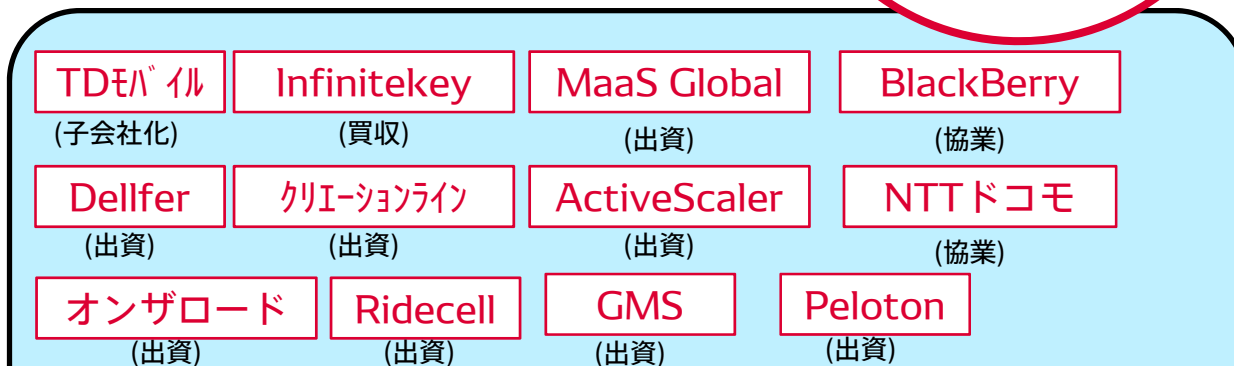 TDﾓﾊﾞｲﾙ Infinitekey MaaS Global BlackBerry
(子会社化) (買収) (出資) (協業)
Dellfer ｸﾘｴｰｼｮﾝﾗｲﾝ ActiveScaler NTTドコモ
(出資) (出資) (出資) (協業)
オンザロード Ridecell GMS Peloton
(出資) (出資) (出資) (出資)